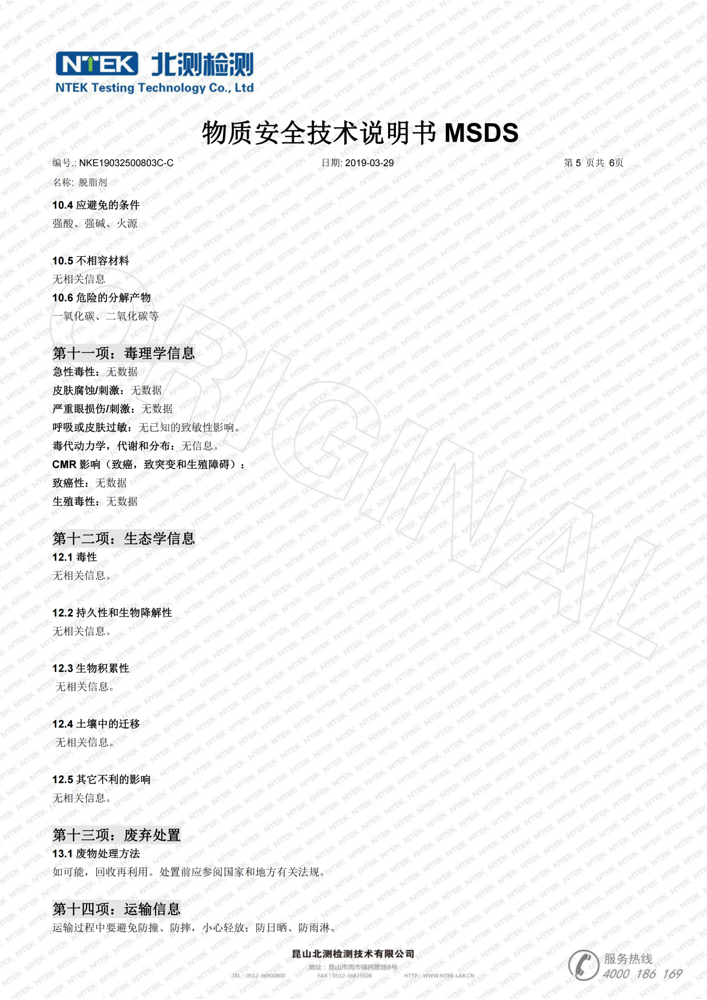 NTEK 北测检测
NTEK Testing Technology Co., Ltd
物质安全技术说明书 MSDS
编号.: NKE19032500803C-C 日期: 2019-03-29 第 5 页共 6页
名称: 脱脂剂
10.4 应避免的条件
强酸、强碱、火源
10.5 不相容材料
无相关信息
10.6 危险的分解产物
一氧化碳、二氧化碳等
第十一项：毒理学信息
急性毒性：无数据
皮肤腐蚀/刺激：无数据
严重眼损伤/刺激：无数据
呼吸或皮肤过敏：无已知的致敏性影响。
毒代动力学，代谢和分布：无信息。
CMR 影响（致癌，致突变和生殖障碍）：
致癌性：无数据
生殖毒性：无数据
第十二项：生态学信息
12.1 毒性
无相关信息。
12.2 持久性和生物降解性
无相关信息。
12.3 生物积累性
无相关信息。
12.4 土壤中的迁移
无相关信息。
12.5 其它不利的影响
无相关信息。
第十三项：废弃处置
13.1 废物处理方法
如可能，回收再利用。处置前应参阅国家和地方有关法规。
第十四项：运输信息
运输过程中要避免防撞、防摔，小心轻放；防日晒、防雨淋。
ORIGINAL
昆山北测检测技术有限公司
地址：昆山市周市镇民管路8号
TEL：0512-36900800 FAX：0512-36825508 HTTP：WWW.NTEK-LAB.CN
服务热线
4000 186 169